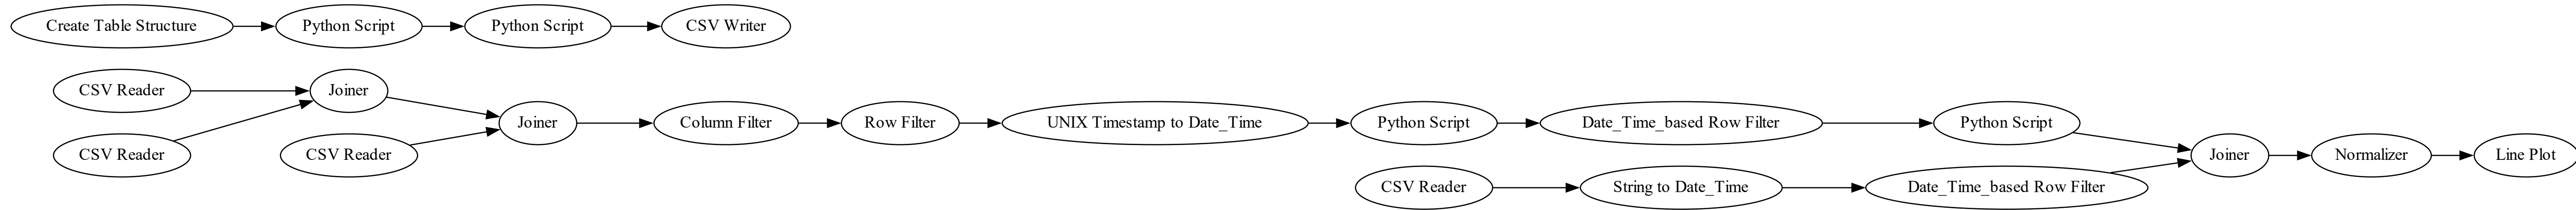 Create Table Structure
Python Script
Python Script
CSV Writer
CSV Reader
Joiner
CSV Reader
CSV Reader
Joiner
Column Filter
Row Filter
UNIX Timestamp to Date_Time
Python Script
Date_Time_based Row Filter
Python Script
CSV Reader
String to Date_Time
Date_Time_based Row Filter
Joiner
Normalizer
Line Plot